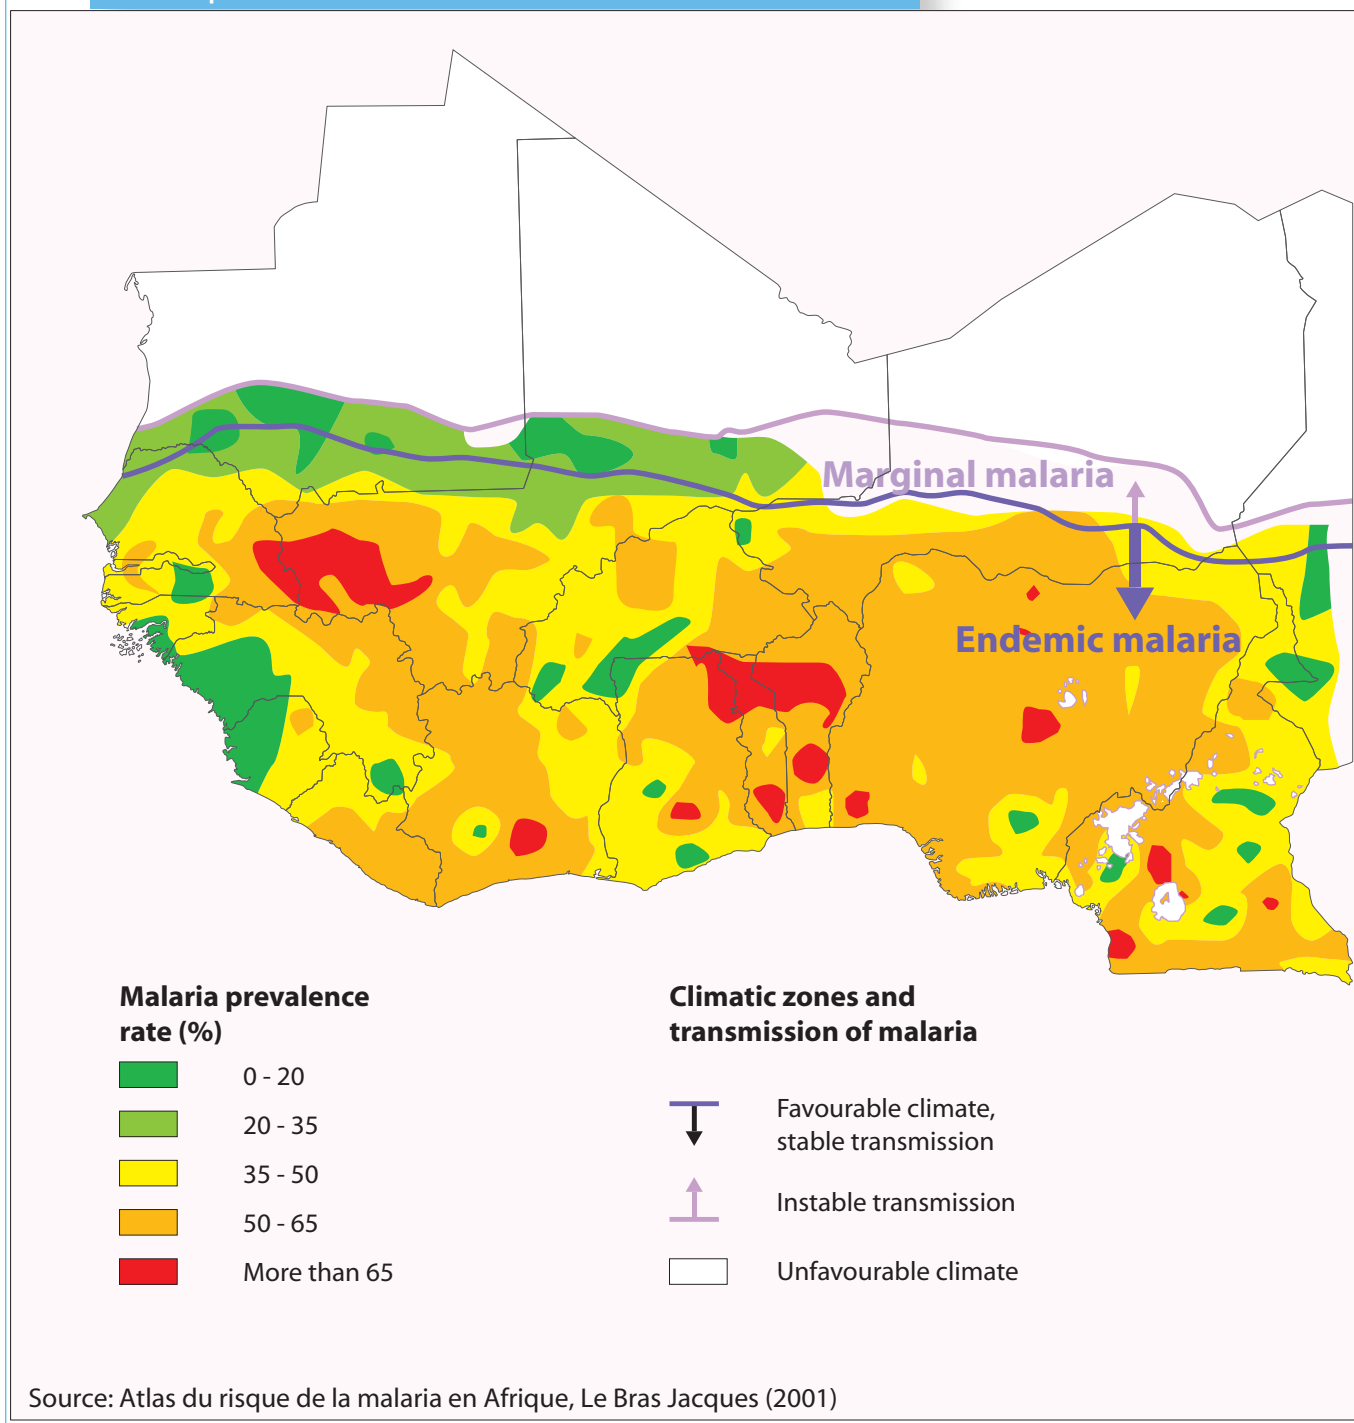 Marginal malaria
Endemic malaria
Malaria prevalence
rate (%)
0 - 20
20 - 35
35 - 50
50 - 65
More than 65
Climatic zones and
transmission of malaria
Favourable climate,
stable transmission
Instable transmission
Unfavourable climate
Source: Atlas du risque de la malaria en Afrique, Le Bras Jacques (2001)